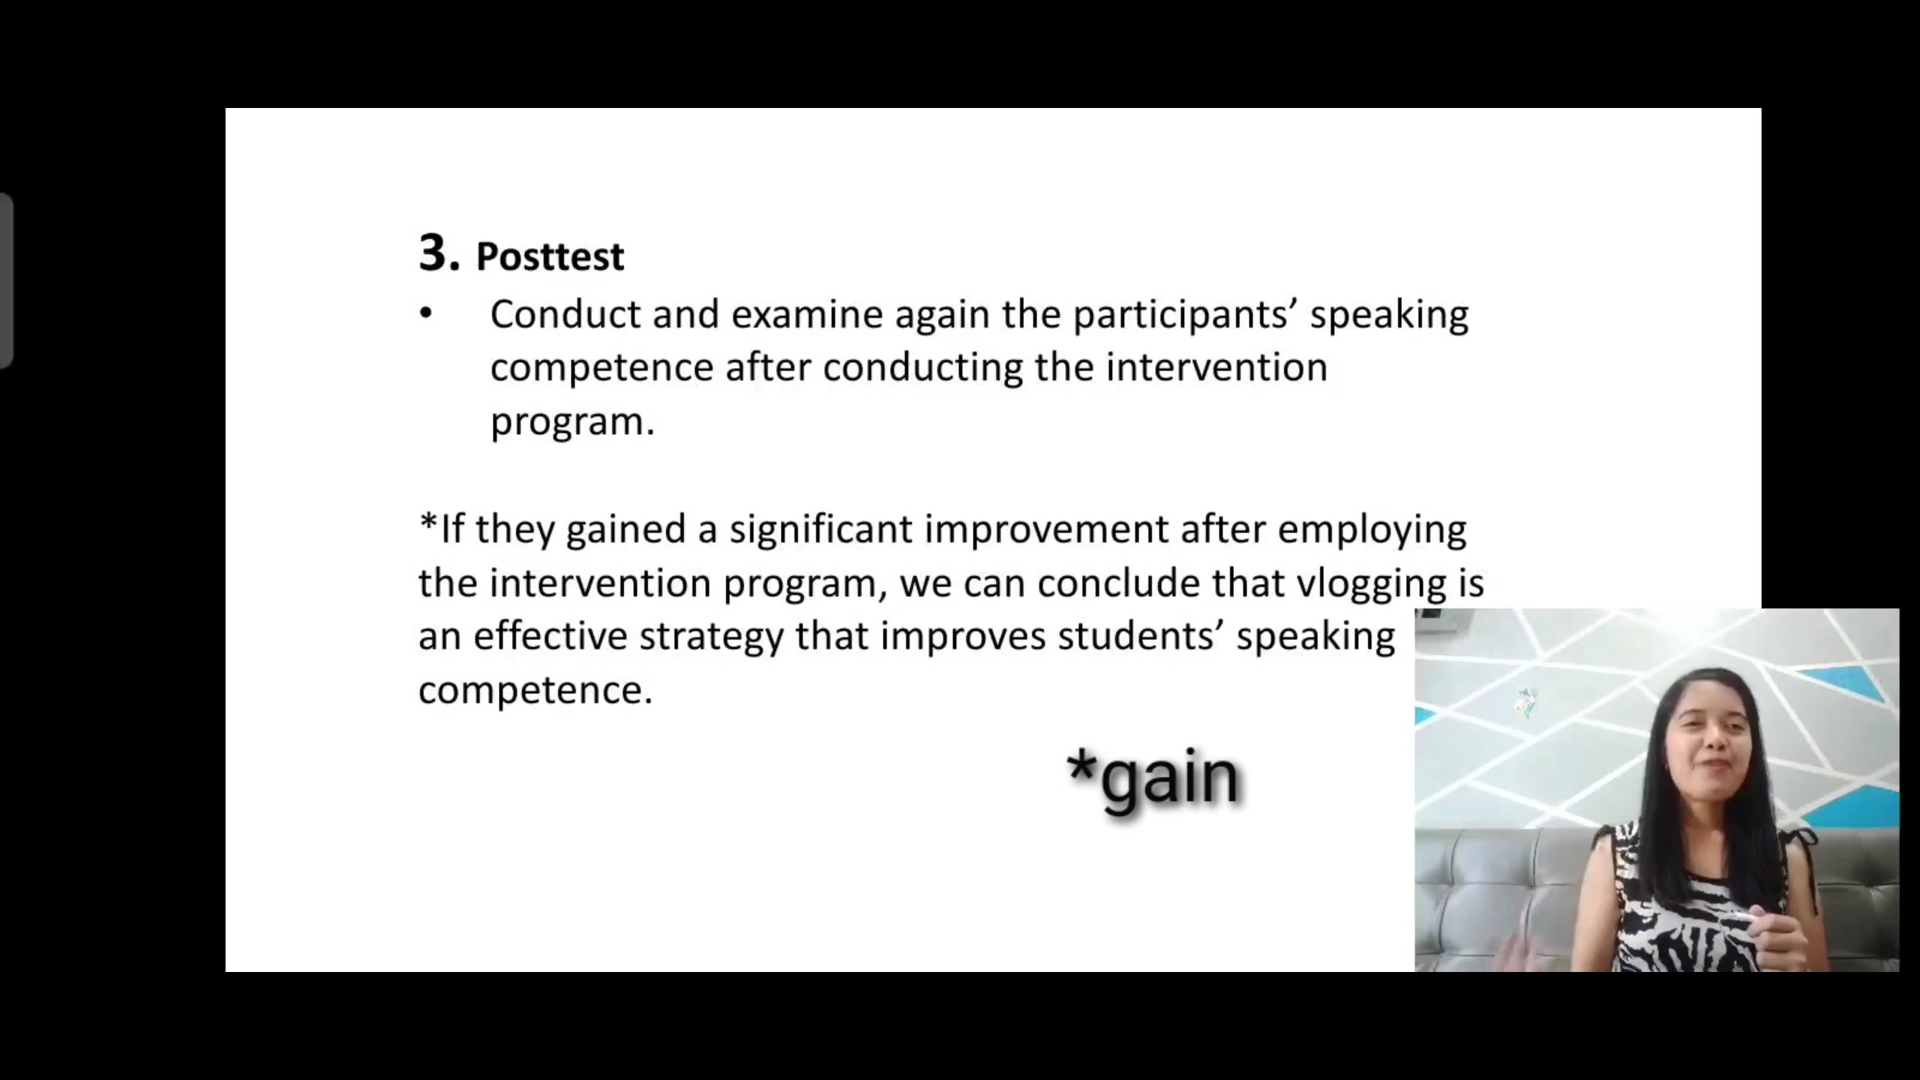 3. Posttest
• Conduct and examine again the participants’ speaking
competence after conducting the intervention
program.
*If they gained a significant improvement after employing
the intervention program, we can conclude that vlogging is
an effective strategy that improves students’ speaking
competence.
*gain